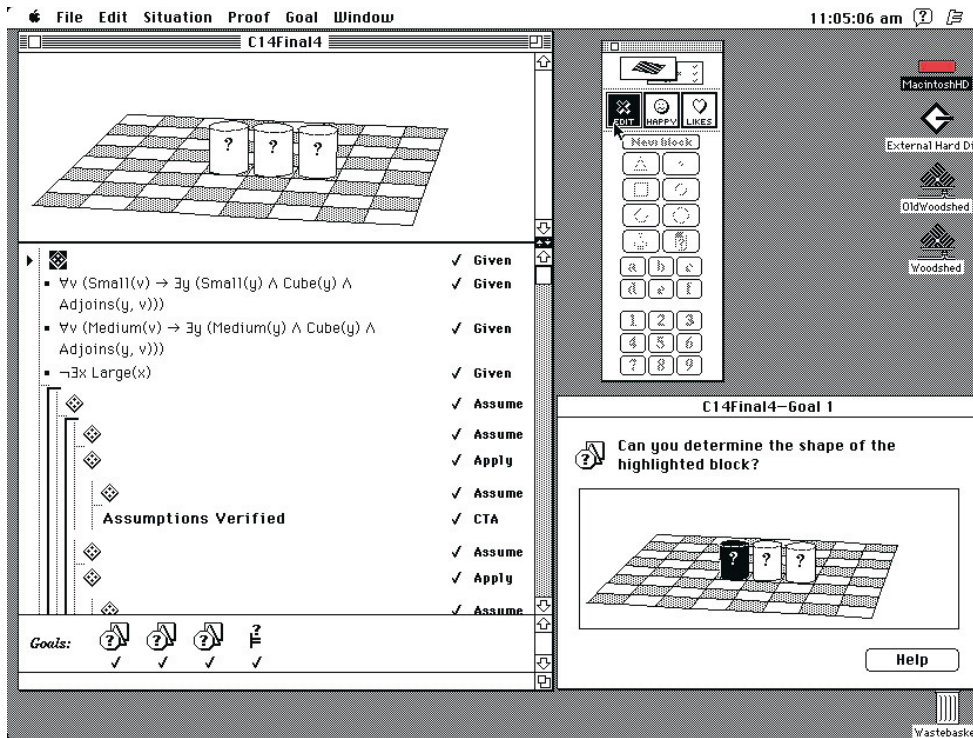 File Edit Situation Proof Goal Window
11:05:06 am
C14Final4
? ? ?
EDIT HAPPY LIKES
New block
a b c
d e f
1 2 3
4 5 6
7 8 9
MacintoshHD
External Hard Di
OldWoodshed
Woodshed
✓ Given
∀v (Small(v) → ∃y (Small(y) ∧ Cube(y) ∧ ✓ Given
Adjoins(y, v)))
∀v (Medium(v) → ∃y (Medium(y) ∧ Cube(y) ∧ ✓ Given
Adjoins(y, v)))
¬∃x Large(x) ✓ Given
✓ Assume
✓ Assume
✓ Apply
✓ Assume
Assumptions Verified ✓ CTA
✓ Assume
✓ Apply
✓ Assume
Goals:
C14Final4—Goal 1
Can you determine the shape of the
highlighted block?
? ? ?
Help
Wastebaske